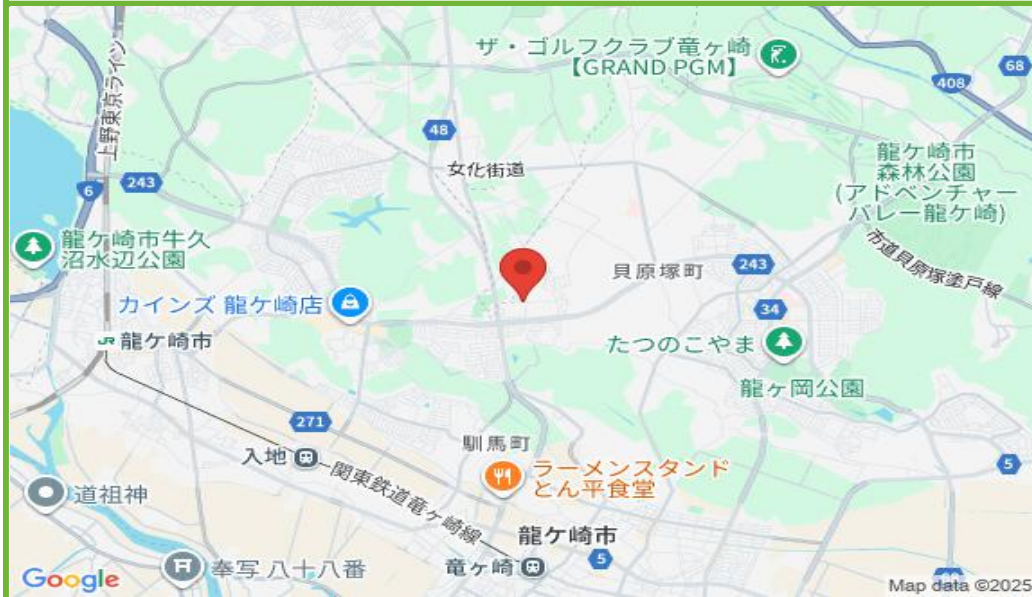 ザ・ゴルフクラブ竜ヶ崎
【GRAND PGM】
68
408
上野東京ライン
48
女化街道
龍ケ崎市
森林公園
(アドベンチャー
バレー龍ケ崎)
6
243
龍ケ崎市牛久
沼水辺公園
貝原塚町
243
市道貝原塚塗戸線
カインズ 龍ケ崎店
34
JR 龍ケ崎市
たつのこやま
龍ヶ岡公園
271
馴馬町
入地
関東鉄道竜ヶ崎線
ラーメンスタンド
とん平食堂
5
道祖神
龍ケ崎市
5
竜ヶ崎
奉写 八十八番
Google
Map data ©2025